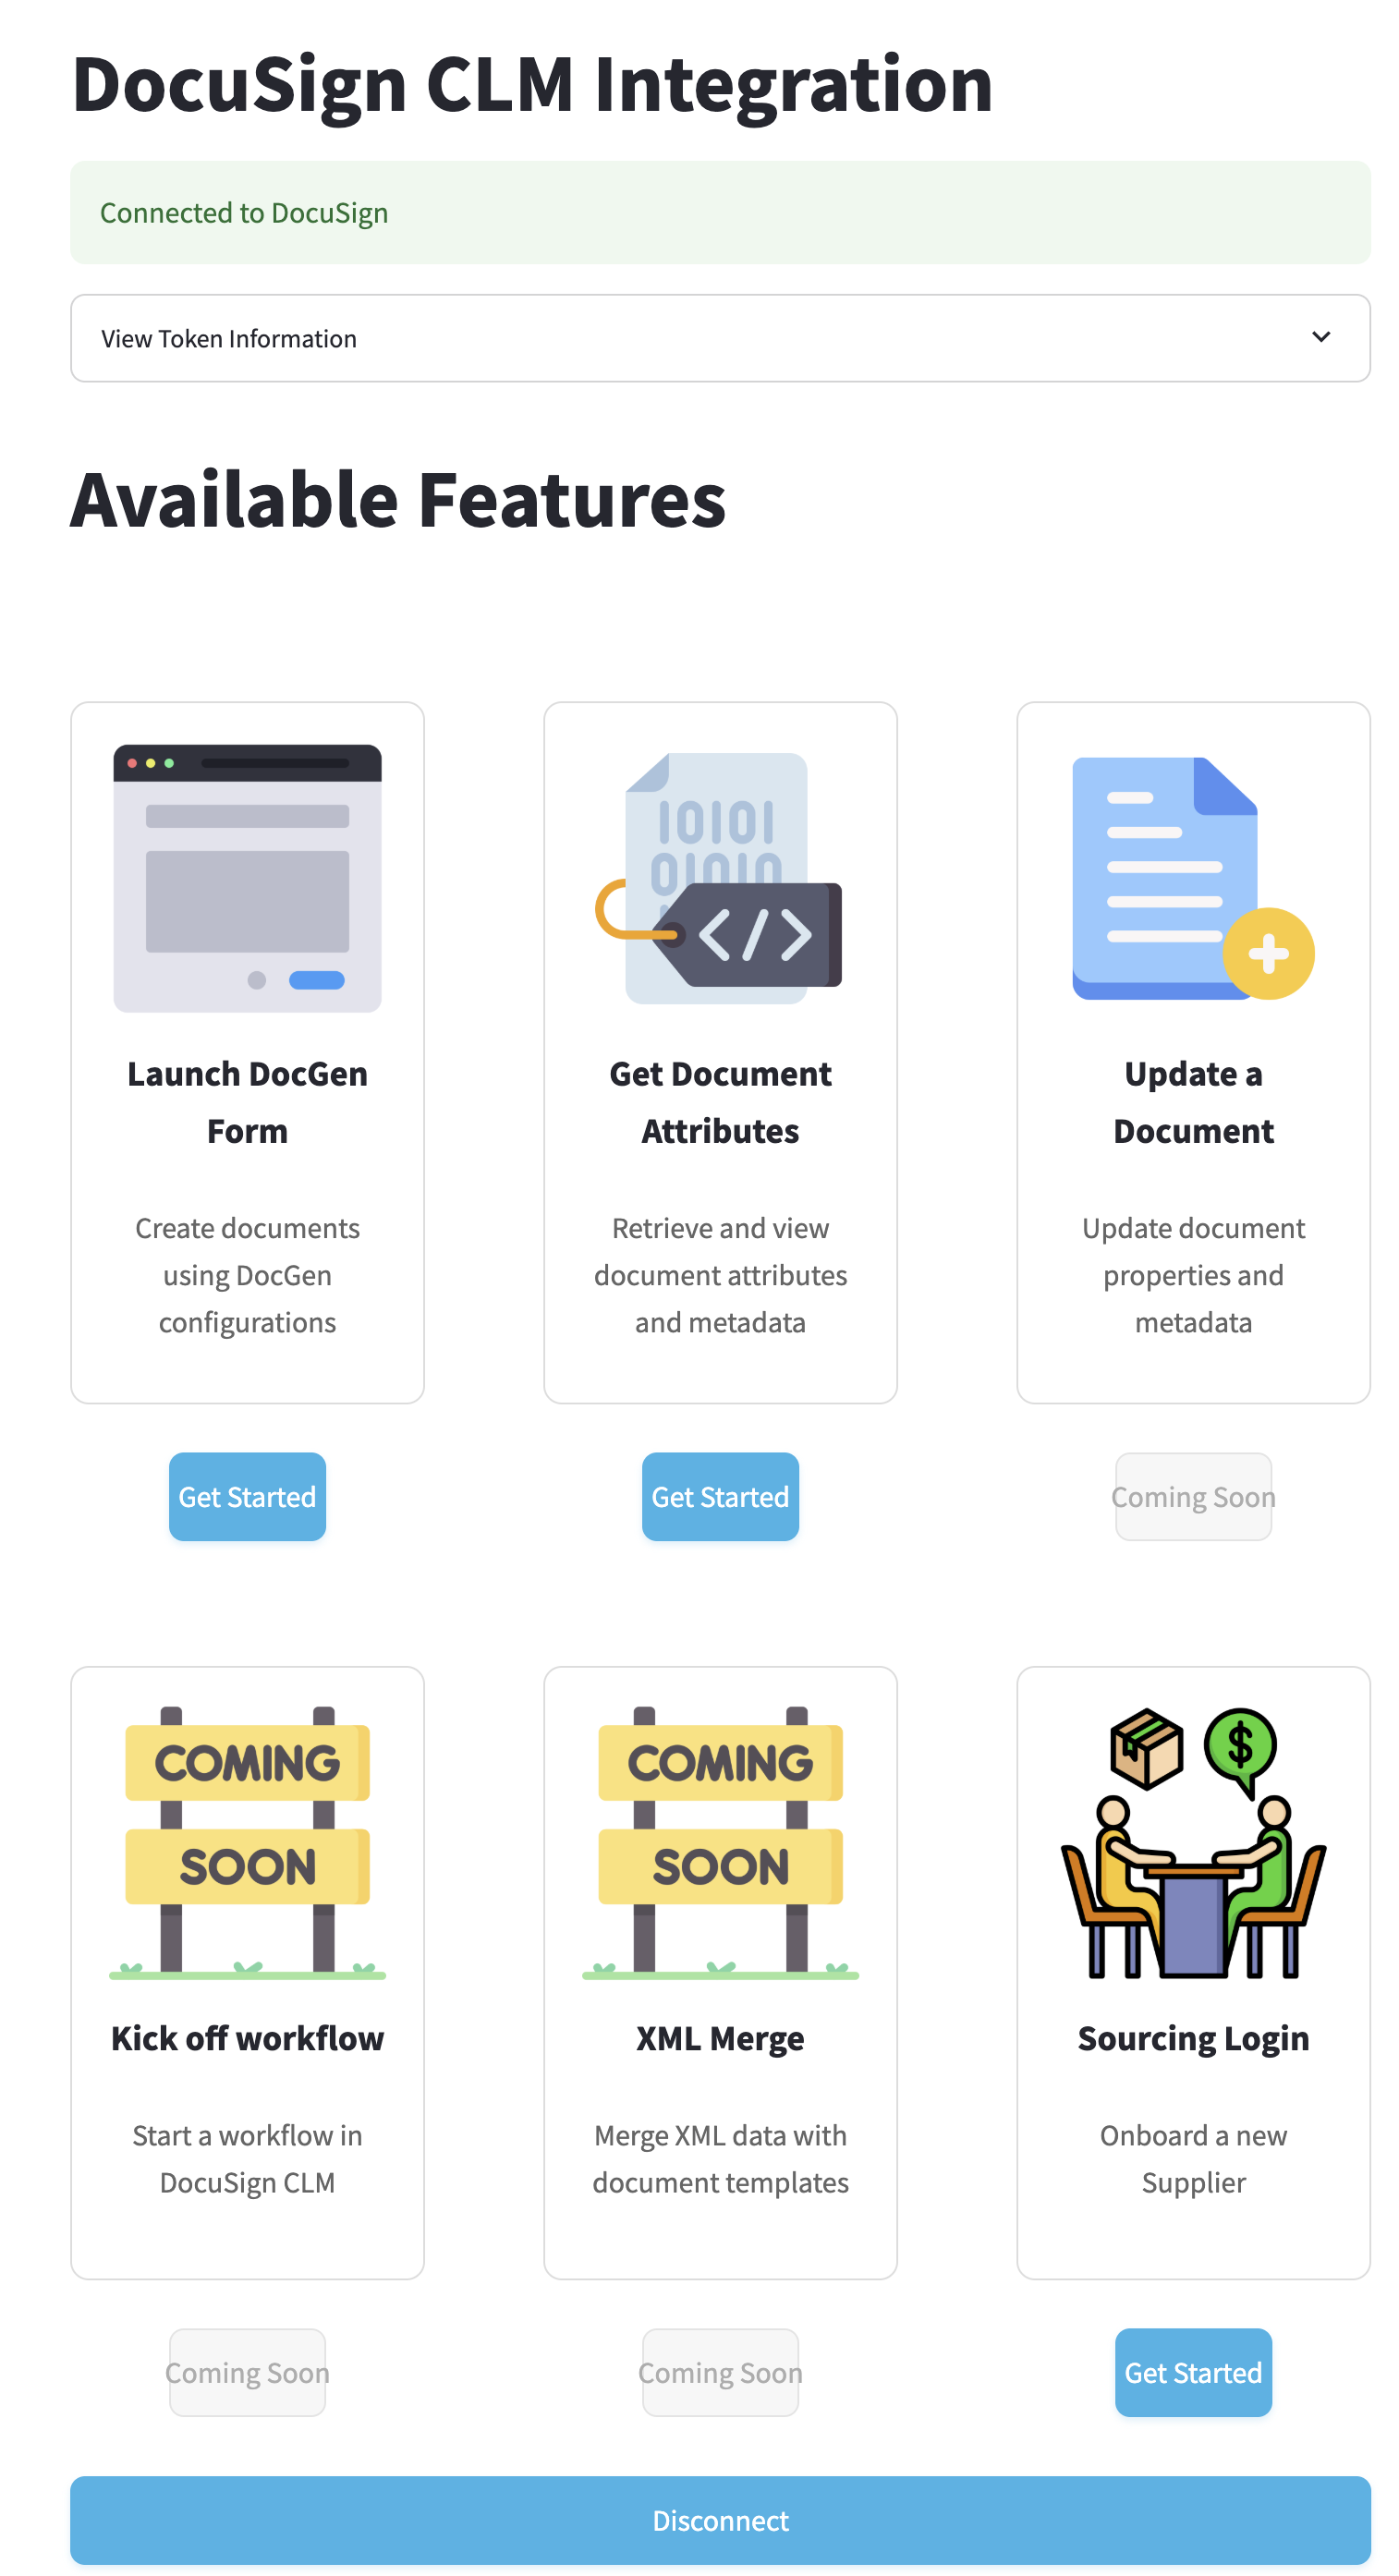 DocuSign CLM Integration
Connected to DocuSign
View Token Information
Available Features
10101
01010
</>
Launch DocGen
Form
Create documents
using DocGen
configurations
Get Document
Attributes
Retrieve and view
document attributes
and metadata
Update a
Document
Update document
properties and
metadata
Get Started
Get Started
Coming Soon
COMING
SOON
Kick off workflow
Start a workflow in
DocuSign CLM
COMING
SOON
XML Merge
Merge XML data with
document templates
$
Sourcing Login
Onboard a new
Supplier
Coming Soon
Coming Soon
Get Started
Disconnect